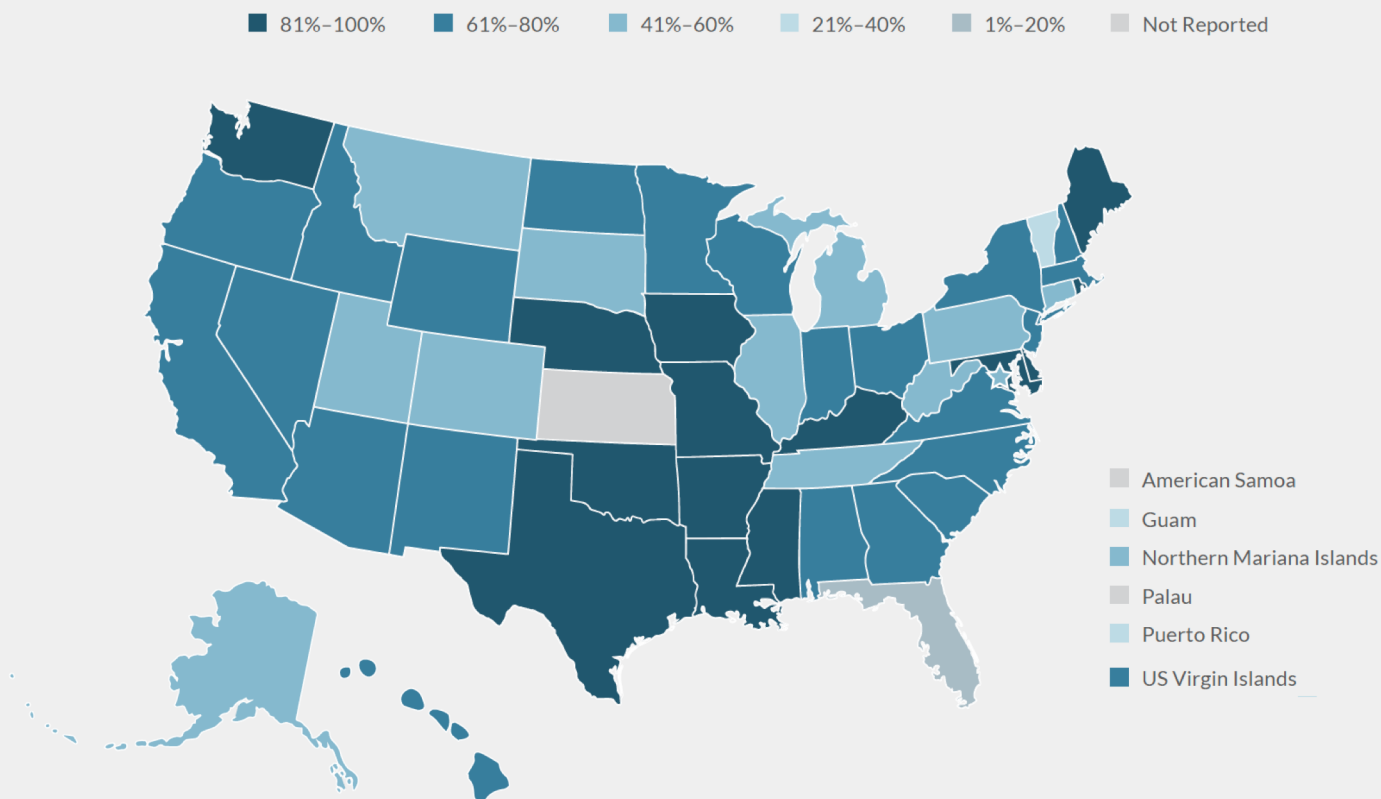 81%–100% 61%–80% 41%–60% 21%–40% 1%–20% Not Reported
American Samoa
Guam
Northern Mariana Islands
Palau
Puerto Rico
US Virgin Islands